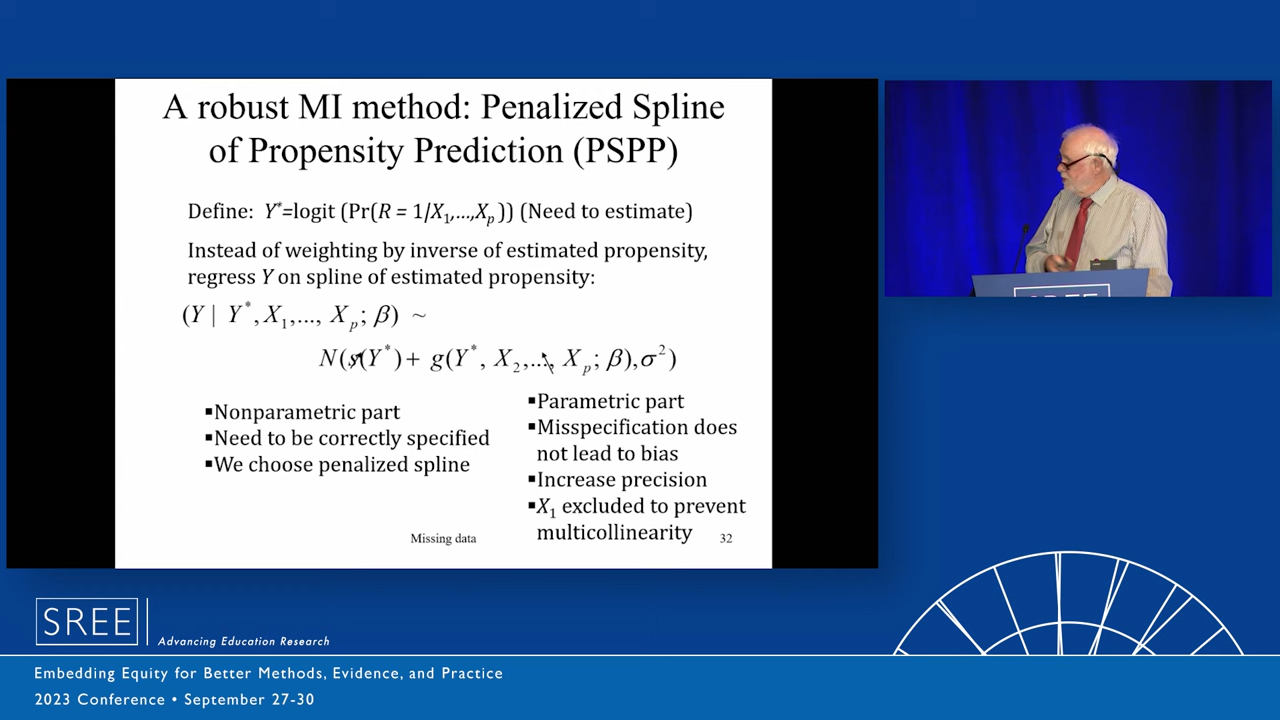 A robust MI method: Penalized Spline
of Propensity Prediction (PSPP)
Define: Y*=logit (Pr(R = 1/X1,...,Xp)) (Need to estimate)
Instead of weighting by inverse of estimated propensity,
regress Y on spline of estimated propensity:
(Y | Y*, X1,..., Xp; β) ~
N(s(Y*) + g(Y*, X2,..., Xp; β), σ²)
▪Nonparametric part
▪Need to be correctly specified
▪We choose penalized spline
▪Parametric part
▪Misspecification does
not lead to bias
▪Increase precision
▪X1 excluded to prevent
multicollinearity
Missing data
32
SREE
SREE
Advancing Education Research
Embedding Equity for Better Methods, Evidence, and Practice
2023 Conference • September 27-30